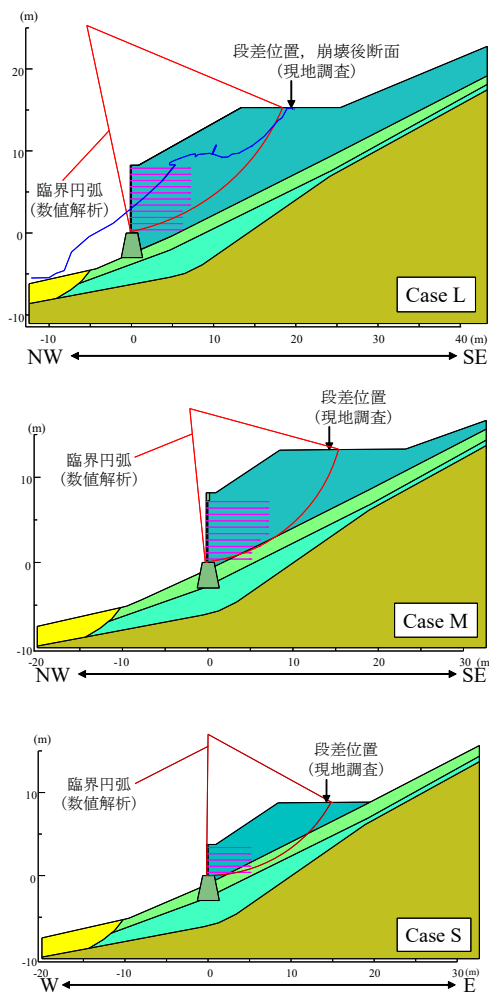 (m)
段差位置，崩壊後断面
(現地調査)
20
10
臨界円弧
(数値解析)
0
Case L
-10
-10 0 10 20 30 40 (m)
NW SE
(m)
段差位置
(現地調査)
臨界円弧
(数値解析)
10
0
Case M
-10
-20 -10 0 10 20 30 (m)
NW SE
(m)
段差位置
(現地調査)
臨界円弧
(数値解析)
10
0
Case S
-10
-20 -10 0 10 20 30 (m)
W E